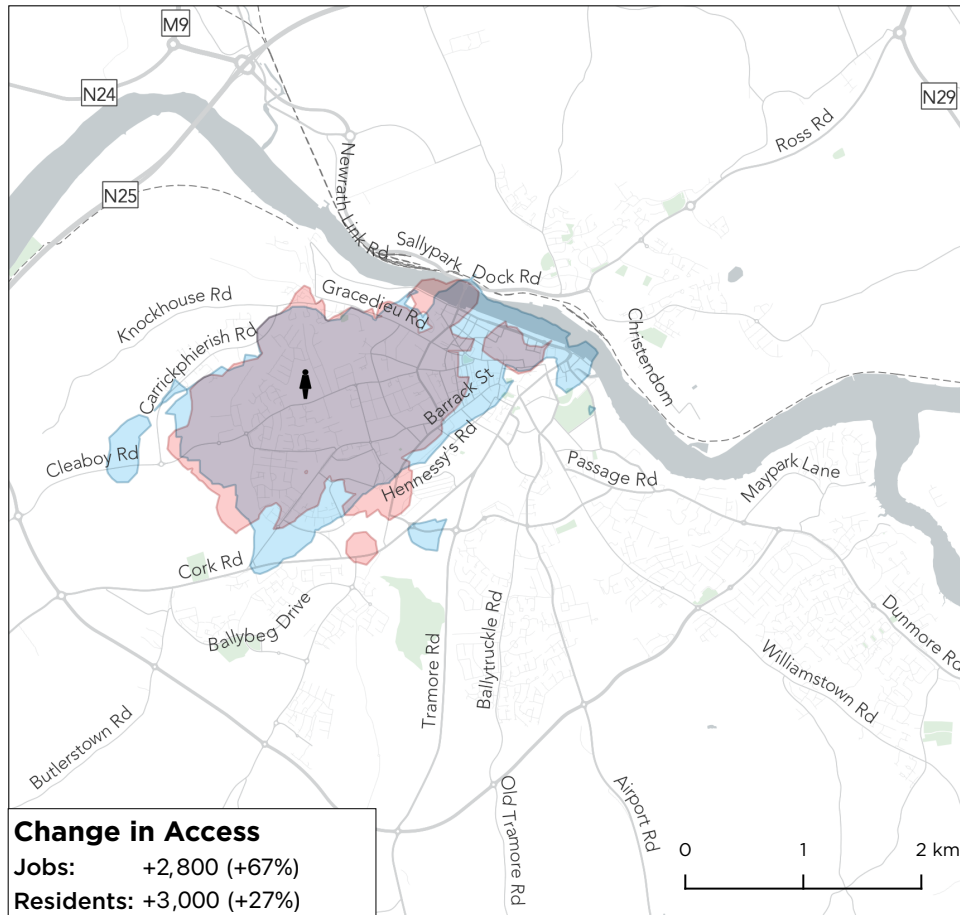 M9
N24
N29
Ross Rd
N25
Newrath Link Rd
Sallypark
Dock Rd
Gracedieu Rd
Knockhouse Rd
Christendom
Carrickphierish Rd
Barrack St
Cleaboy Rd
Hennessy's Rd
Passage Rd
Maypark Lane
Cork Rd
Ballybeg Drive
Dunmore Rd
Tramore Rd
Ballytruckle Rd
Williamstown Rd
Butlerstown Rd
Old Tramore Rd
Airport Rd
Change in Access
Jobs: +2,800 (+67%)
Residents: +3,000 (+27%)
0 1 2 km